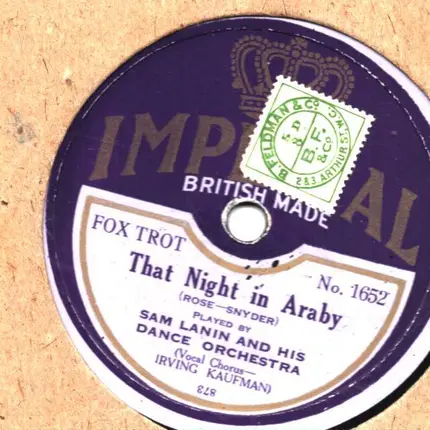 IMPERIAL
BRITISH MADE
B. FELDMAN & CO.
2 & 3. ARTHUR ST. W.C.
FOX TROT
No. 1652
That Night in Araby
(ROSE—SNYDER)
PLAYED BY
SAM LANIN AND HIS
DANCE ORCHESTRA
(Vocal Chorus—
IRVING KAUFMAN)
873